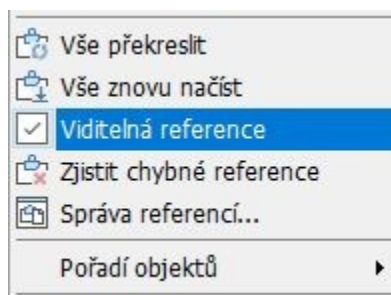 Vše překreslit
Vše znovu načíst
Viditelná reference
Zjistit chybné reference
Správa referencí...
Pořadí objektů